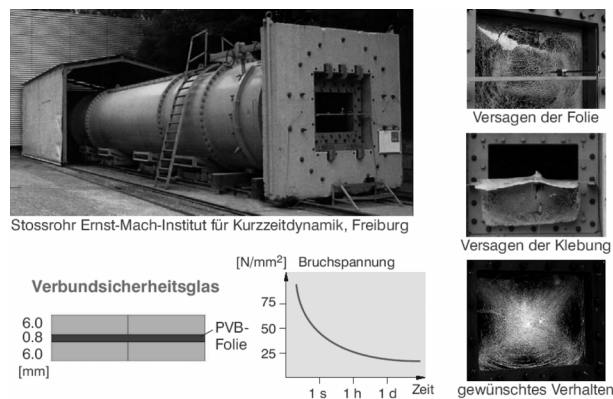 Stossrohr Ernst-Mach-Institut für Kurzzeitdynamik, Freiburg
Versagen der Folie
Versagen der Klebung
gewünschtes Verhalten
Verbundsicherheitsglas
6.0
0.8
6.0
[mm]
PVB-
Folie
[N/mm²] Bruchspannung
75
50
25
1 s 1 h 1 d Zeit